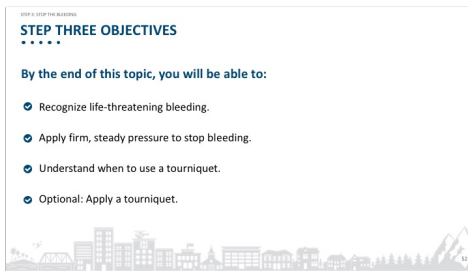 STEP 3: STOP THE BLEEDING
STEP THREE OBJECTIVES
By the end of this topic, you will be able to:
Recognize life-threatening bleeding.
Apply firm, steady pressure to stop bleeding.
Understand when to use a tourniquet.
Optional: Apply a tourniquet.
52